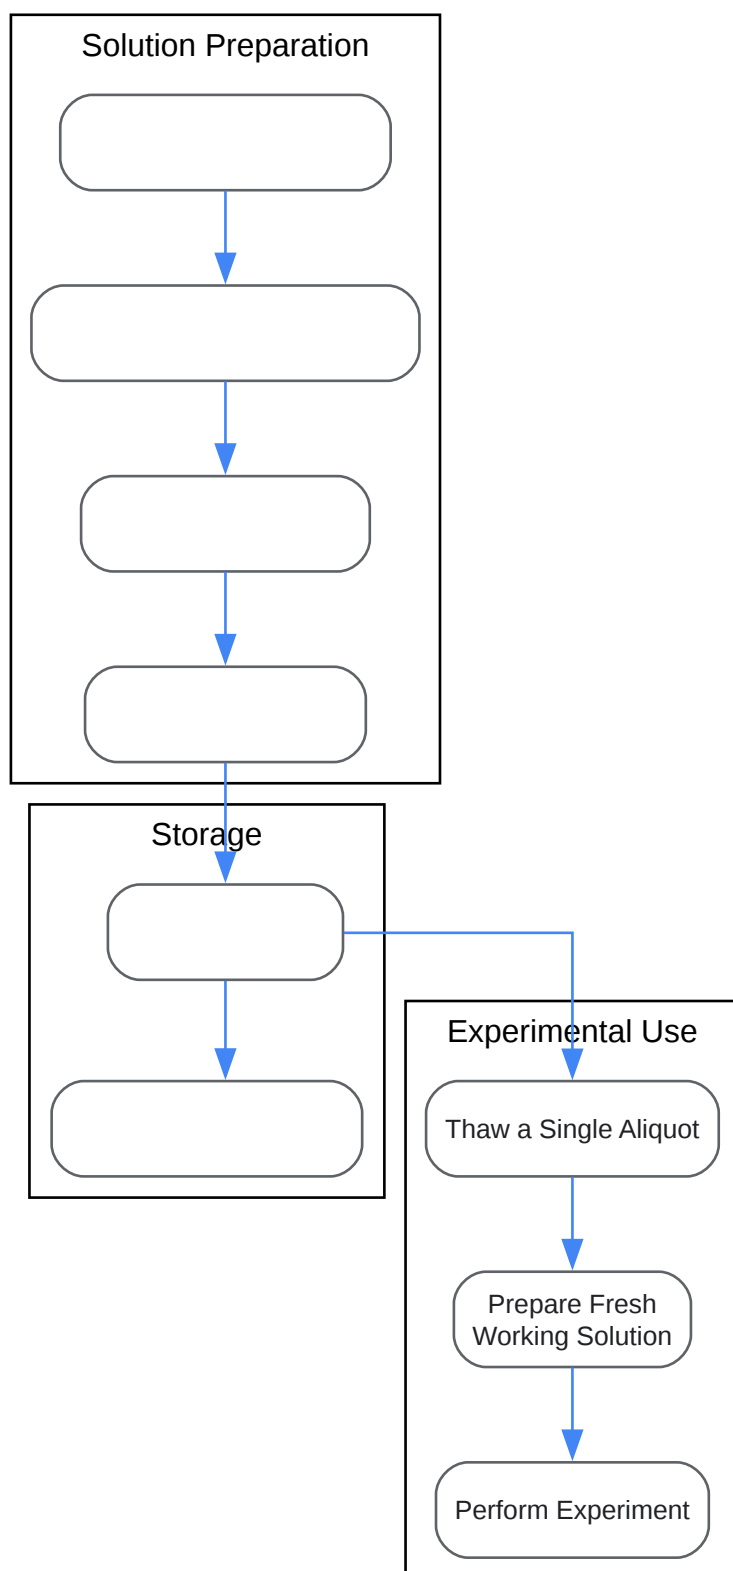 Solution Preparation
Storage
Experimental Use
Thaw a Single Aliquot
Prepare Fresh
Working Solution
Perform Experiment